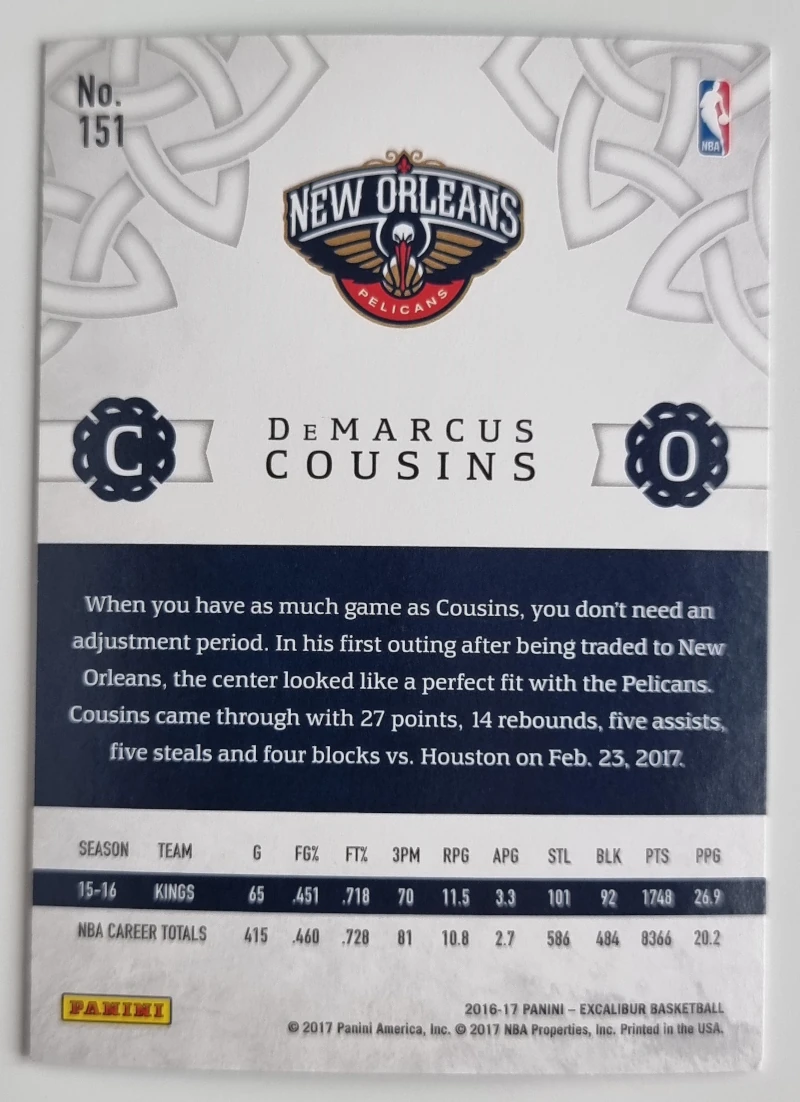 No.
151
NBA
NEW ORLEANS
PELICANS
C
DEMARCUS
COUSINS
O
When you have as much game as Cousins, you don't need an
adjustment period. In his first outing after being traded to New
Orleans, the center looked like a perfect fit with the Pelicans.
Cousins came through with 27 points, 14 rebounds, five assists,
five steals and four blocks vs. Houston on Feb. 23, 2017.
SEASON TEAM G FG% FT% 3PM RPG APG STL BLK PTS PPG
15-16 KINGS 65 .451 .718 70 11.5 3.3 101 92 1748 26.9
NBA CAREER TOTALS 415 .460 .728 81 10.8 2.7 586 484 8366 20.2
PANINI
2016-17 PANINI – EXCALIBUR BASKETBALL
© 2017 Panini America, Inc. © 2017 NBA Properties, Inc. Printed in the USA.